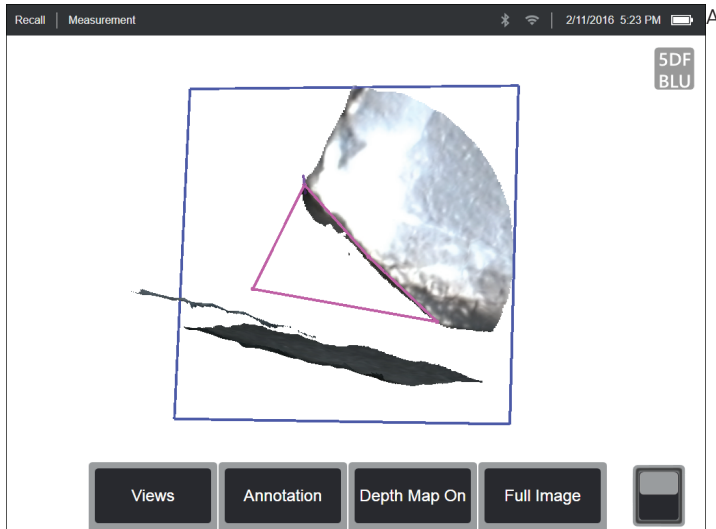 Recall | Measurement 2/11/2016 5:23 PM A
5DF
BLU
Views Annotation Depth Map On Full Image